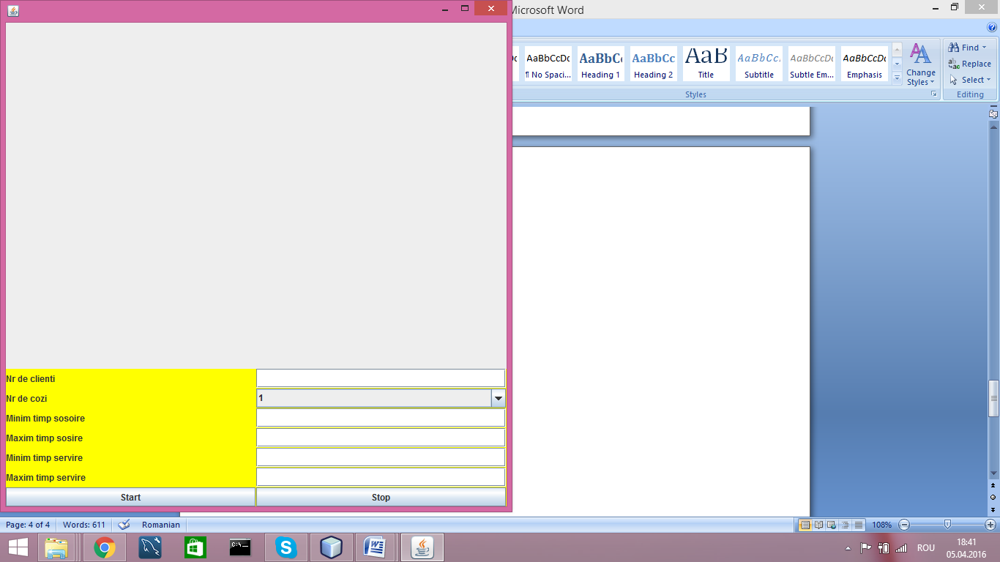 Microsoft Word
AaBbCcDc AaBbCc AaBbCc AaB AaBbCc. AaBbCcDc AaBbCcDc
¶ No Spaci... Heading 1 Heading 2 Title Subtitle Subtle Em... Emphasis
Change Styles
Find
Replace
Select
Styles
Editing
Nr de clienti
Nr de cozi 1
Minim timp sosoire
Maxim timp sosire
Minim timp servire
Maxim timp servire
Start Stop
Page: 4 of 4 Words: 611 Romanian 108%
C:\
ROU
18:41
05.04.2016